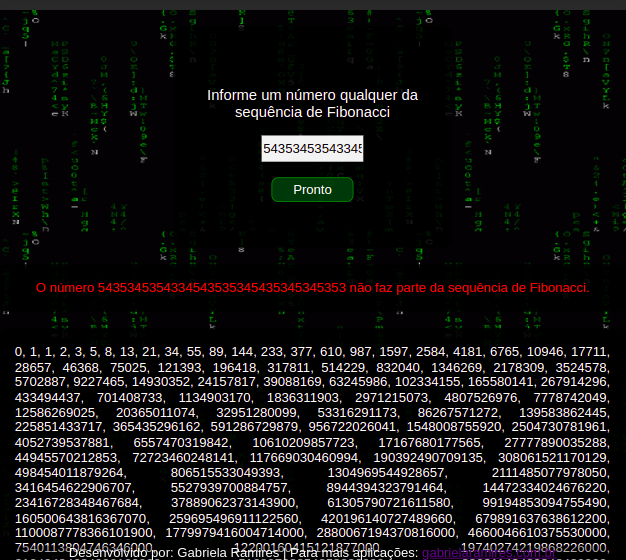 Informe um número qualquer da
sequência de Fibonacci
5435345354334
Pronto
O número 5435345354334543535345435345345353 não faz parte da sequência de Fibonacci.
0, 1, 1, 2, 3, 5, 8, 13, 21, 34, 55, 89, 144, 233, 377, 610, 987, 1597, 2584, 4181, 6765, 10946, 17711,
28657, 46368, 75025, 121393, 196418, 317811, 514229, 832040, 1346269, 2178309, 3524578,
5702887, 9227465, 14930352, 24157817, 39088169, 63245986, 102334155, 165580141, 267914296,
433494437, 701408733, 1134903170, 1836311903, 2971215073, 4807526976, 7778742049,
12586269025, 20365011074, 32951280099, 53316291173, 86267571272, 139583862445,
225851433717, 365435296162, 591286729879, 956722026041, 1548008755920, 2504730781961,
4052739537881, 6557470319842, 10610209857723, 17167680177565, 27777890035288,
44945570212853, 72723460248141, 117669030460994, 190392490709135, 308061521170129,
498454011879264, 806515533049393, 1304969544928657, 2111485077978050,
3416454622906707, 5527939700884757, 8944394323791464, 14472334024676220,
23416728348467684, 37889062373143900, 61305790721611580, 99194853094755490,
160500643816367070, 259695496911122560, 420196140727489660, 679891637638612200,
1100087778366101900, 1779979416004714000, 2880067194370816000, 4660046610375530000,
7540113804746346000, 12200160415121877000, 19740274219868226000,
Desenvolvido por: Gabriela Ramires | Para mais aplicações: